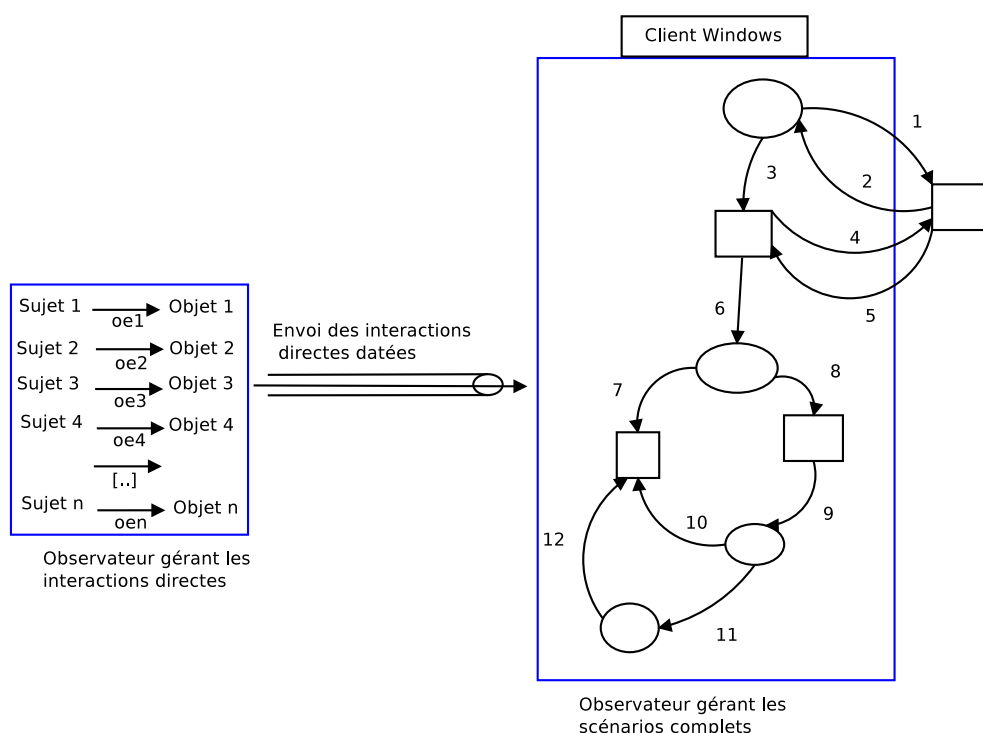 Client Windows
1
2
3
4
5
6
7
8
9
10
11
12
Sujet 1 oe1 Objet 1
Sujet 2 oe2 Objet 2
Sujet 3 oe3 Objet 3
Sujet 4 oe4 Objet 4
[..]
Sujet n oen Objet n
Envoi des interactions
directes datées
Observateur gérant les
interactions directes
Observateur gérant les
scénarios complets